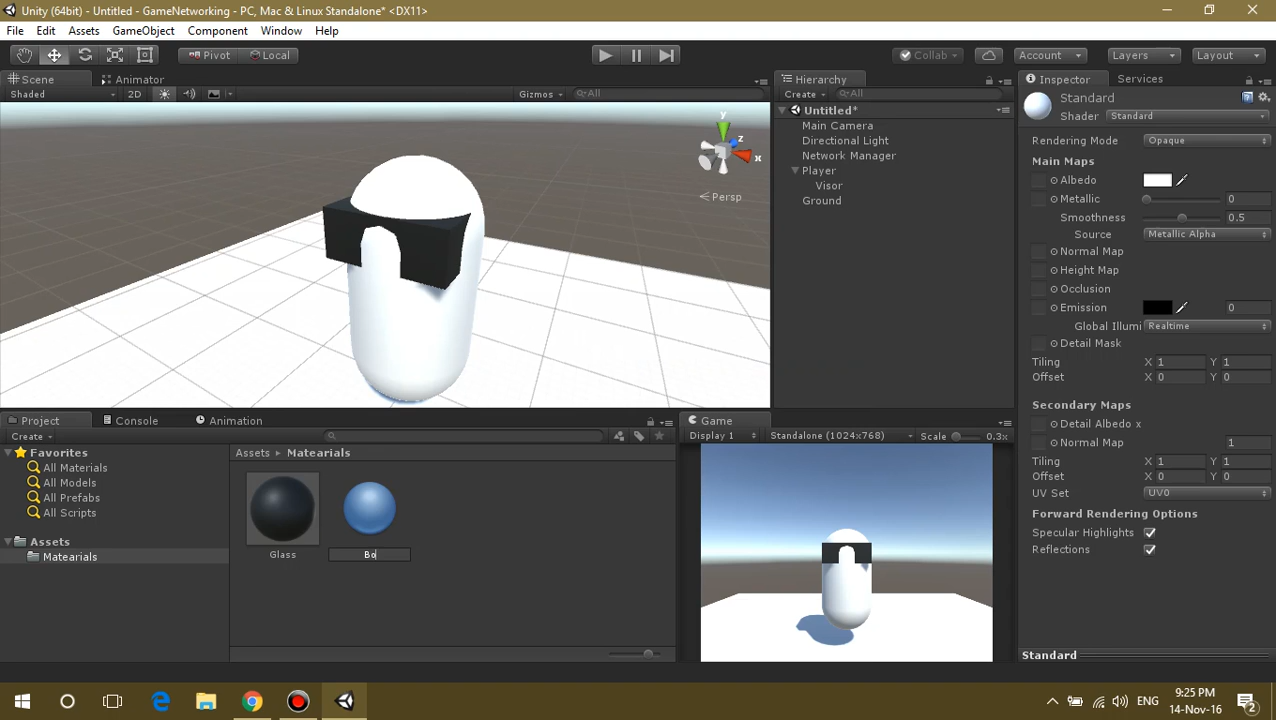 Unity (64bit) - Untitled - GameNetworking - PC, Mac & Linux Standalone* <DX11>
File Edit Assets GameObject Component Window Help
Pivot Local Collab Account Layers Layout
Scene Animator
Shaded 2D Gizmos All
y
z
x
Persp
Hierarchy
Create All
Untitled*
Main Camera
Directional Light
Network Manager
Player
Visor
Ground
Inspector Services
Standard
Shader Standard
Rendering Mode Opaque
Main Maps
Albedo
Metallic 0
Smoothness 0.5
Source Metallic Alpha
Normal Map
Height Map
Occlusion
Emission 0
Global Illumi Realtime
Detail Mask
Tiling X 1 Y 1
Offset X 0 Y 0
Secondary Maps
Detail Albedo x
Normal Map 1
Tiling X 1 Y 1
Offset X 0 Y 0
UV Set UV0
Forward Rendering Options
Specular Highlights
Reflections
Standard
Project Console Animation
Create
Favorites
All Materials
All Models
All Prefabs
All Scripts
Assets
Matearials
Assets Matearials
Glass Bo
Game
Display 1 Standalone (1024x768) Scale 0.3x
ENG 9:25 PM
14-Nov-16 2